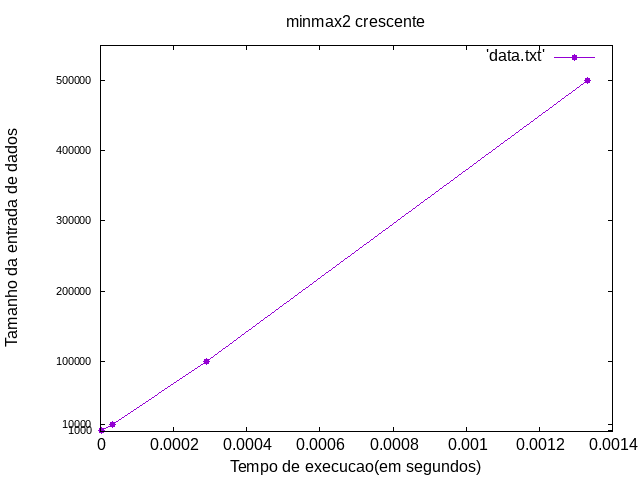 minmax2 crescente
'data.txt'
500000
400000
300000
200000
100000
10000
1000
0 0.0002 0.0004 0.0006 0.0008 0.001 0.0012 0.0014
Tempo de execucao(em segundos)
Tamanho da entrada de dados